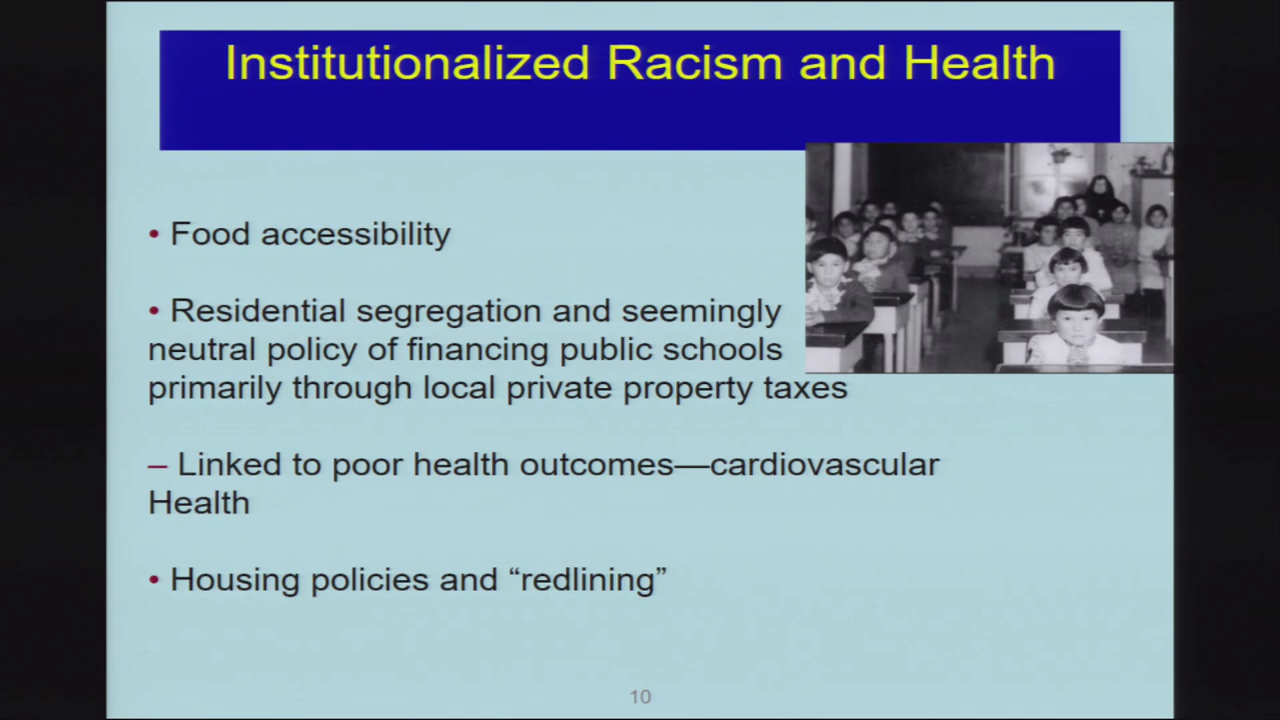 Institutionalized Racism and Health
• Food accessibility
• Residential segregation and seemingly
neutral policy of financing public schools
primarily through local private property taxes
– Linked to poor health outcomes—cardiovascular
Health
• Housing policies and “redlining”
10